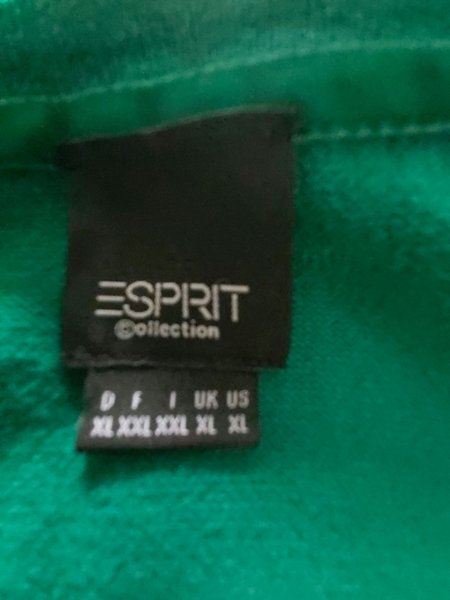 ESPRIT
collection
D F I UK US
XL XXL XXL XL XL